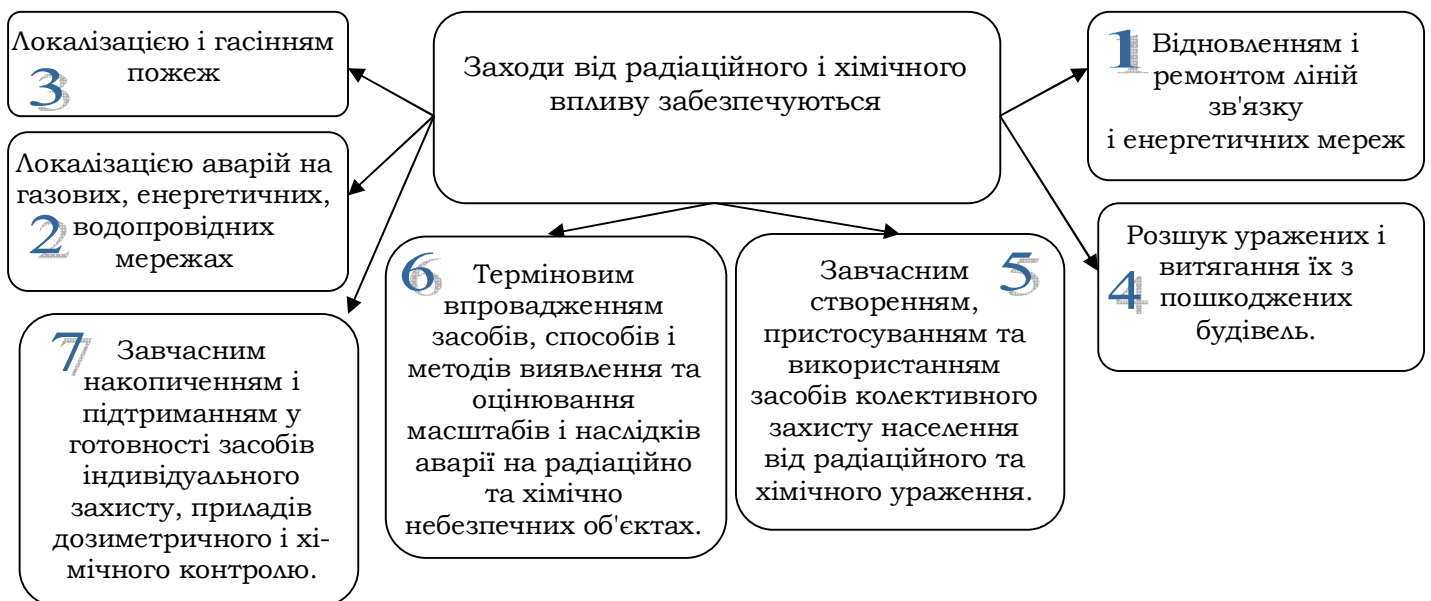 Заходи від радіаційного і хімічного
впливу забезпечуються
1
Відновленням і
ремонтом ліній
зв'язку
і енергетичних мереж
Локалізацією аварій на
газових, енергетичних,
2
водопровідних
мережах
Локалізацією і гасінням
пожеж
3
Розшук уражених і
витягання їх з
4
пошкоджених
будівель.
5
Завчасним
створенням,
пристосуванням та
використанням
засобів колективного
захисту населення
від радіаційного та
хімічного ураження.
6
Терміновим
впровадженням
засобів, способів і
методів виявлення та
оцінювання
масштабів і наслідків
аварії на радіаційно
та хімічно
небезпечних об'єктах.
7
Завчасним
накопиченням і
підтриманням у
готовності засобів
індивідуального
захисту, приладів
дозиметричного і хі-
мічного контролю.